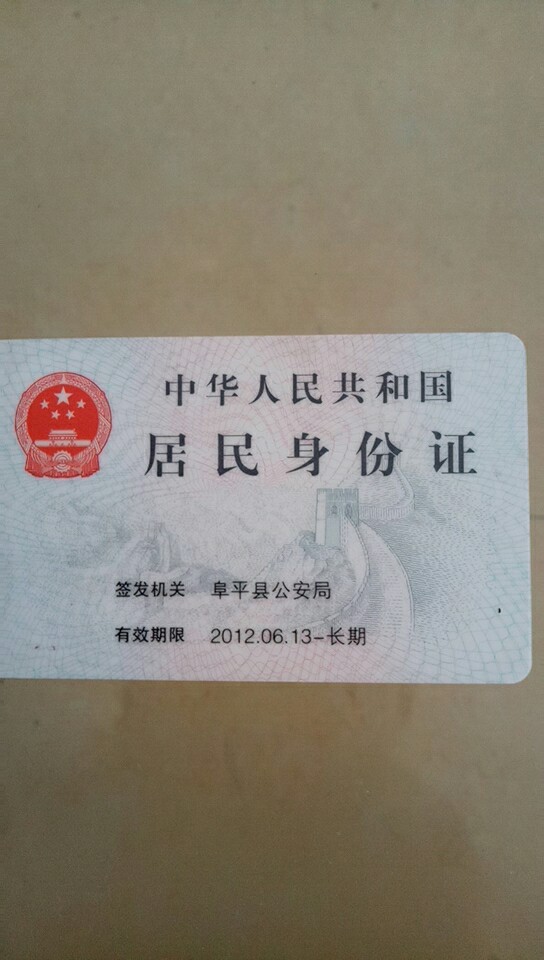 中华人民共和国
居民身份证
签发机关 阜平县公安局
有效期限 2012.06.13-长期